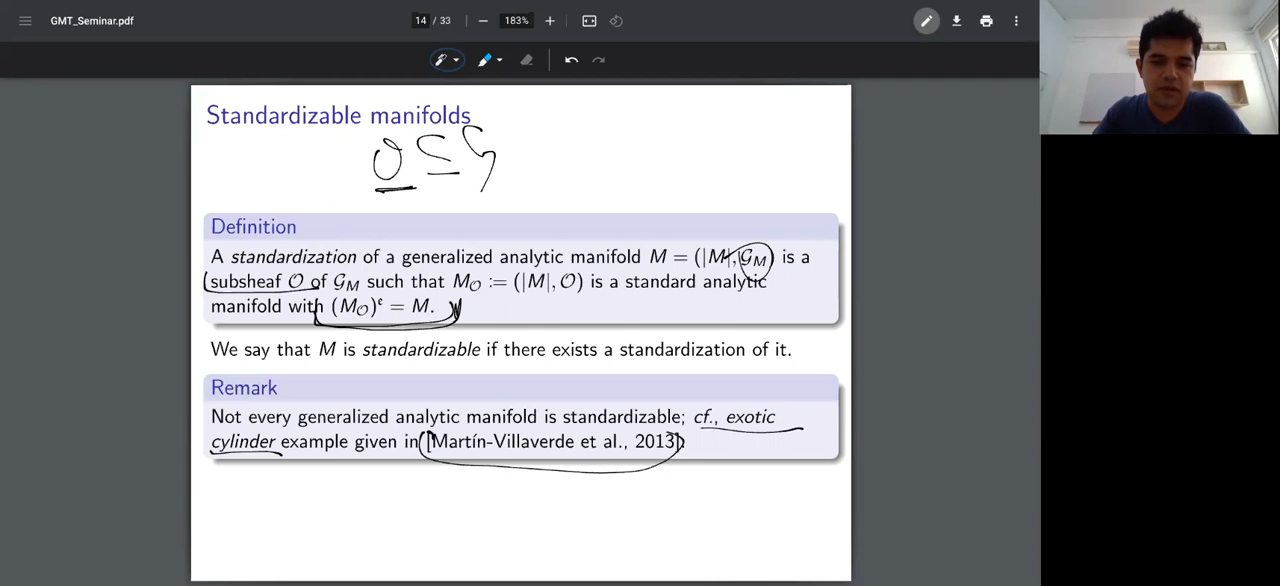 GMT_Seminar.pdf
14 / 33
183%
Standardizable manifolds
O ⊆ G
Definition
A standardization of a generalized analytic manifold M = (|M|, 𝒢_M) is a
subsheaf 𝒪 of 𝒢_M such that M_𝒪 := (|M|, 𝒪) is a standard analytic
manifold with (M_𝒪)^𝔢 = M.
We say that M is standardizable if there exists a standardization of it.
Remark
Not every generalized analytic manifold is standardizable; cf., exotic
cylinder example given in [Martín-Villaverde et al., 2013].